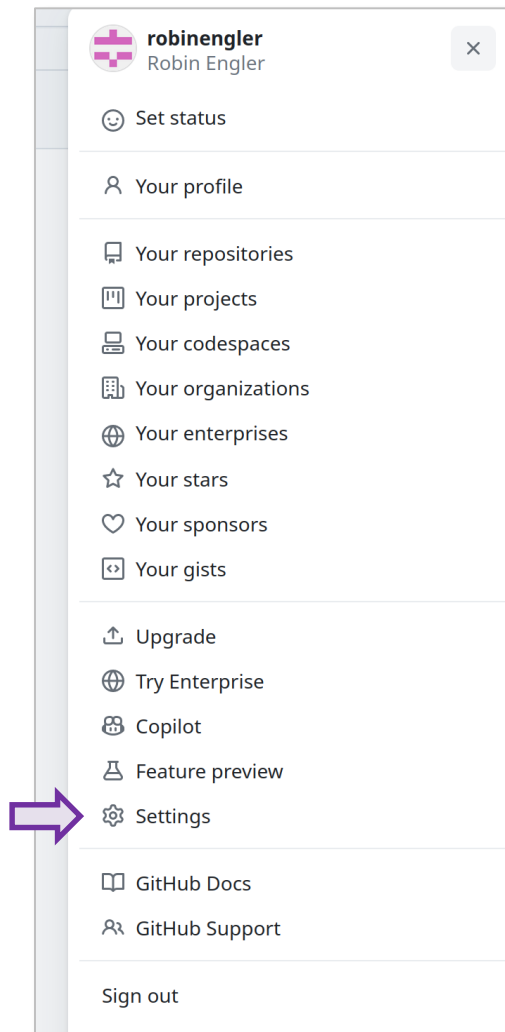 robinengler
Robin Engler
Set status
Your profile
Your repositories
Your projects
Your codespaces
Your organizations
Your enterprises
Your stars
Your sponsors
Your gists
Upgrade
Try Enterprise
Copilot
Feature preview
Settings
GitHub Docs
GitHub Support
Sign out